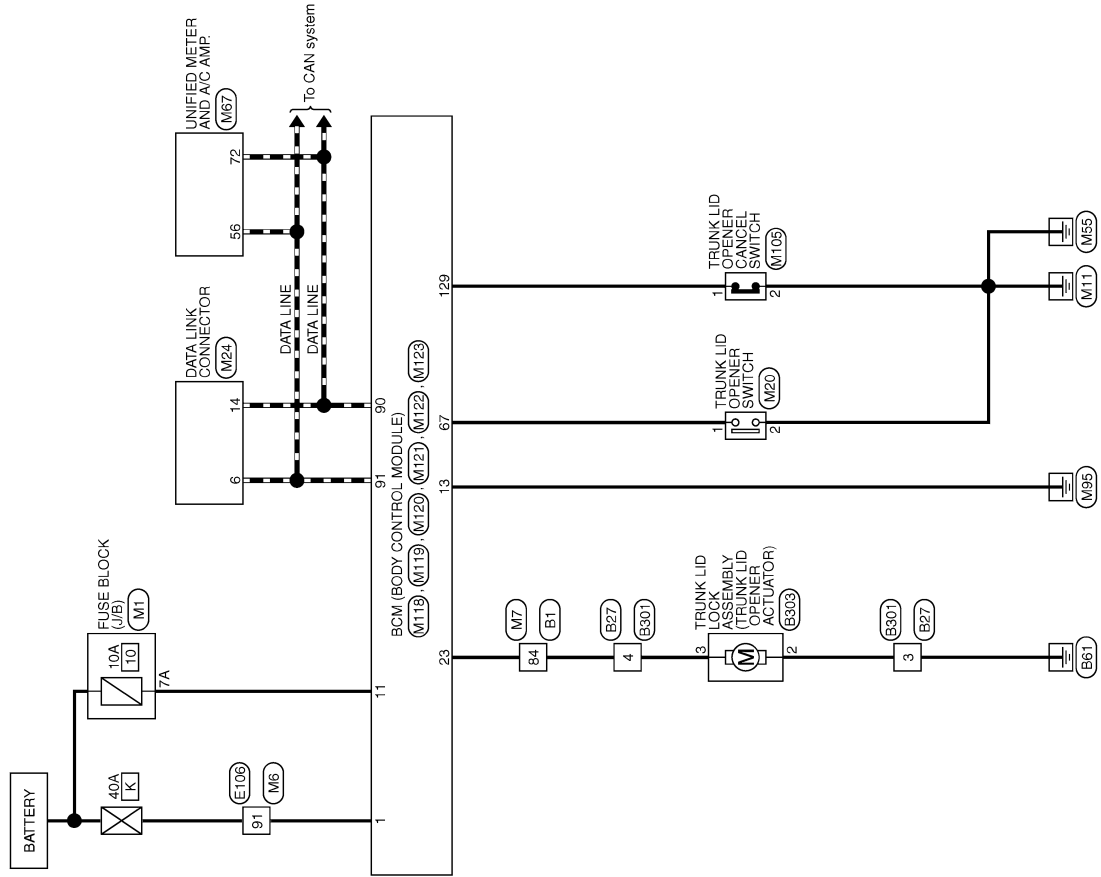 BATTERY
40A
K
E106
91
M6
1
FUSE BLOCK
(J/B)
M1
10A
10
7A
11
DATA LINK
CONNECTOR
M24
6
14
DATA LINE
DATA LINE
UNIFIED METER
AND A/C AMP.
M67
56
72
To CAN system
91
90
BCM (BODY CONTROL MODULE)
M118 , M119 , M120 , M121 , M122 , M123
23
13
67
129
M7
84
B1
B27
4
B301
TRUNK LID
LOCK
ASSEMBLY
(TRUNK LID
OPENER
ACTUATOR)
B303
3
M
2
B301
3
B27
B61
M95
TRUNK LID
OPENER
SWITCH
M20
1
2
TRUNK LID
OPENER
CANCEL
SWITCH
M105
1
2
M11
M55